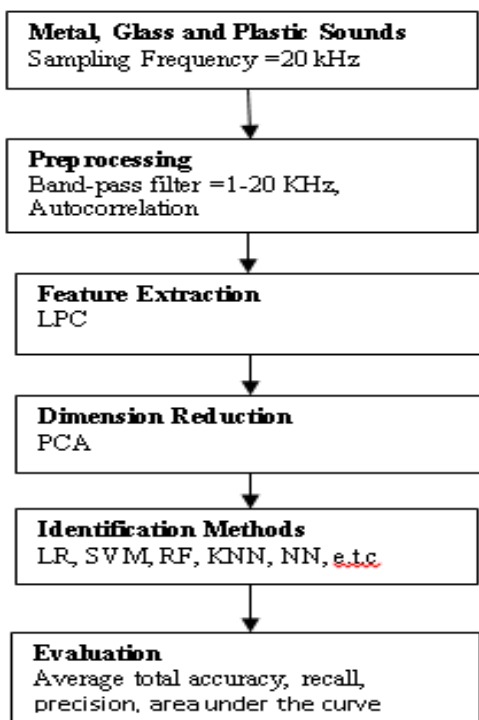 Metal, Glass and Plastic Sounds
Sampling Frequency =20 kHz
Preprocessing
Band-pass filter =1-20 KHz,
Autocorrelation
Feature Extraction
LPC
Dimension Reduction
PCA
Identification Methods
LR, SVM, RF, KNN, NN, e.t.c
Evaluation
Average total accuracy, recall,
precision, area under the curve